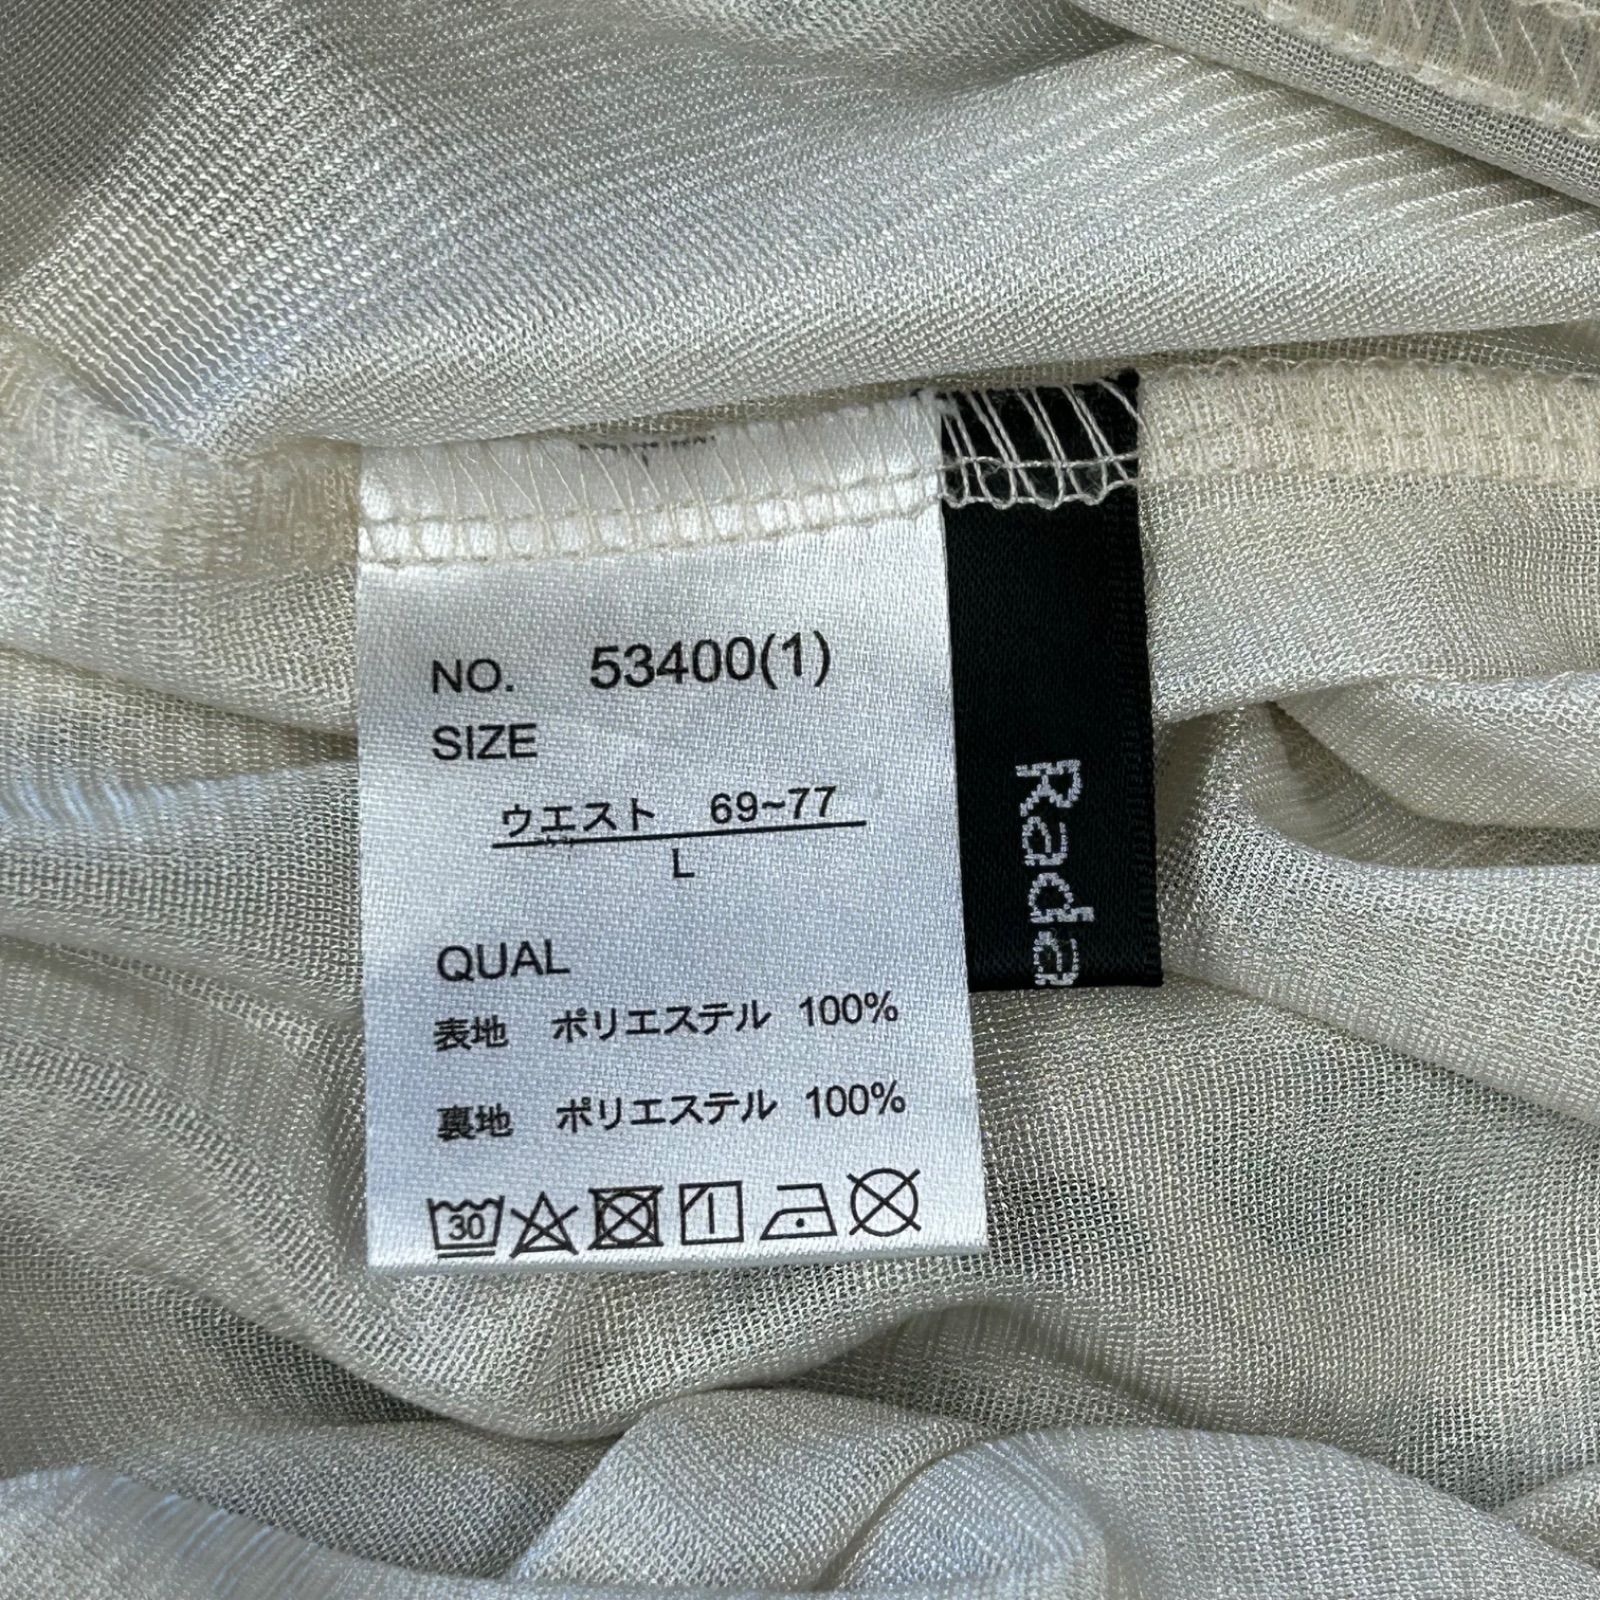 NO. 53400(1)
SIZE
ウエスト 69~77
L
QUAL
表地 ポリエステル 100%
裏地 ポリエステル 100%
30
Rada